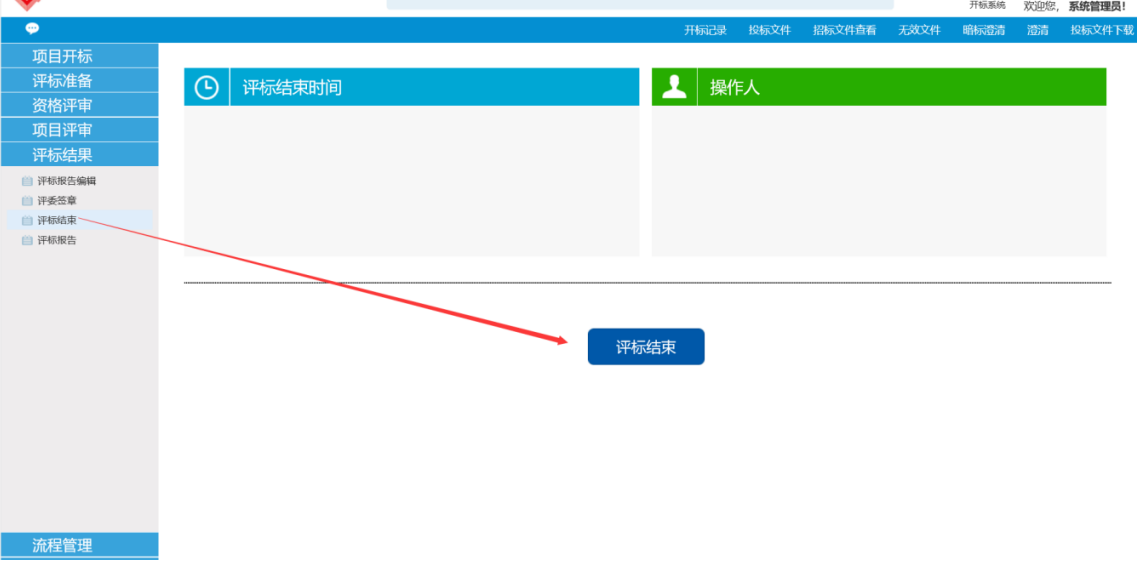 开标系统 欢迎您，系统管理员!
开标记录 投标文件 招标文件查看 无效文件 暗标澄清 澄清 投标文件下载
项目开标
评标准备
资格评审
项目评审
评标结果
评标报告编辑
评委签章
评标结束
评标报告
流程管理
评标结束时间
操作人
评标结束